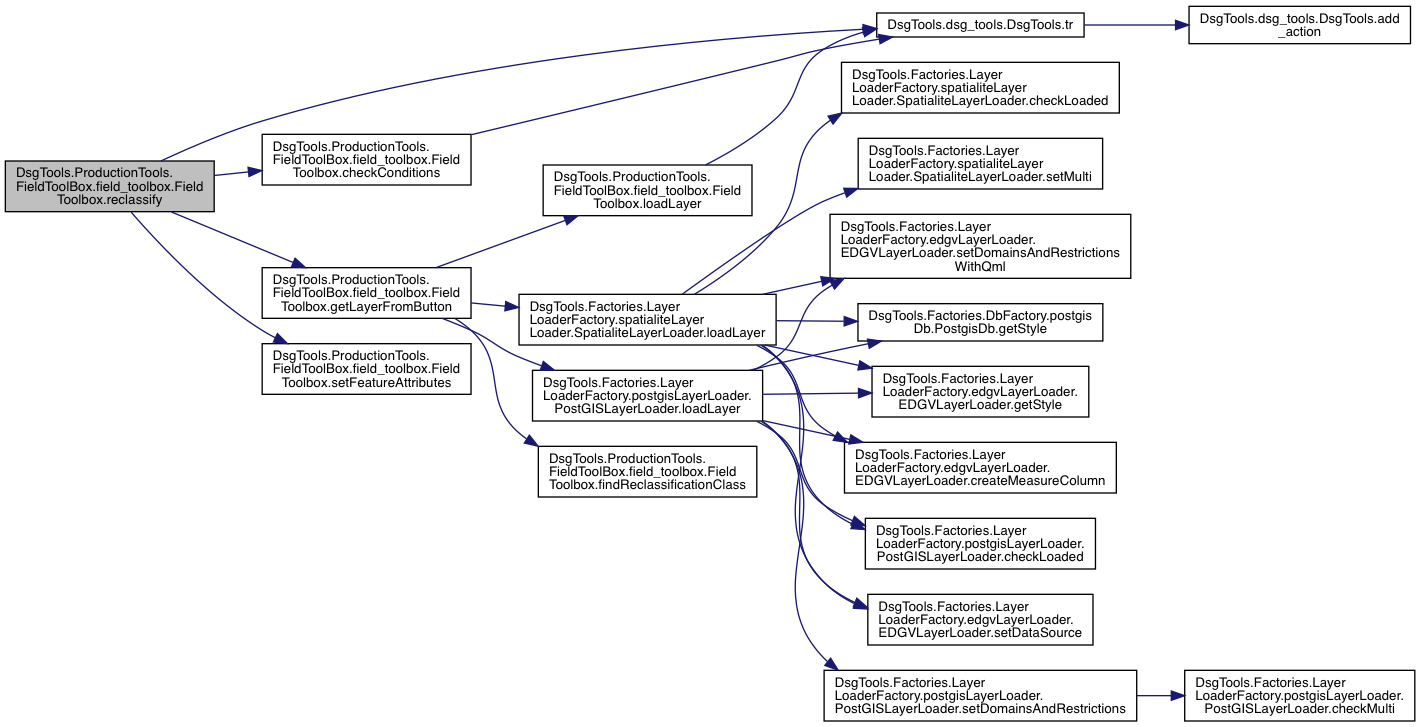 DsgTools.ProductionTools.
FieldToolBox.field_toolbox.Field
Toolbox.reclassify
DsgTools.ProductionTools.
FieldToolBox.field_toolbox.Field
Toolbox.checkConditions
DsgTools.ProductionTools.
FieldToolBox.field_toolbox.Field
Toolbox.getLayerFromButton
DsgTools.ProductionTools.
FieldToolBox.field_toolbox.Field
Toolbox.setFeatureAttributes
DsgTools.ProductionTools.
FieldToolBox.field_toolbox.Field
Toolbox.loadLayer
DsgTools.Factories.Layer
LoaderFactory.spatialiteLayer
Loader.SpatialiteLayerLoader.loadLayer
DsgTools.Factories.Layer
LoaderFactory.postgisLayerLoader.
PostGISLayerLoader.loadLayer
DsgTools.ProductionTools.
FieldToolBox.field_toolbox.Field
Toolbox.findReclassificationClass
DsgTools.dsg_tools.DsgTools.tr
DsgTools.Factories.Layer
LoaderFactory.spatialiteLayer
Loader.SpatialiteLayerLoader.checkLoaded
DsgTools.Factories.Layer
LoaderFactory.spatialiteLayer
Loader.SpatialiteLayerLoader.setMulti
DsgTools.Factories.Layer
LoaderFactory.edgvLayerLoader.
EDGVLayerLoader.setDomainsAndRestrictions
WithQml
DsgTools.Factories.DbFactory.postgis
Db.PostgisDb.getStyle
DsgTools.Factories.Layer
LoaderFactory.edgvLayerLoader.
EDGVLayerLoader.getStyle
DsgTools.Factories.Layer
LoaderFactory.edgvLayerLoader.
EDGVLayerLoader.createMeasureColumn
DsgTools.Factories.Layer
LoaderFactory.postgisLayerLoader.
PostGISLayerLoader.checkLoaded
DsgTools.Factories.Layer
LoaderFactory.edgvLayerLoader.
EDGVLayerLoader.setDataSource
DsgTools.Factories.Layer
LoaderFactory.postgisLayerLoader.
PostGISLayerLoader.setDomainsAndRestrictions
DsgTools.dsg_tools.DsgTools.add
_action
DsgTools.Factories.Layer
LoaderFactory.postgisLayerLoader.
PostGISLayerLoader.checkMulti